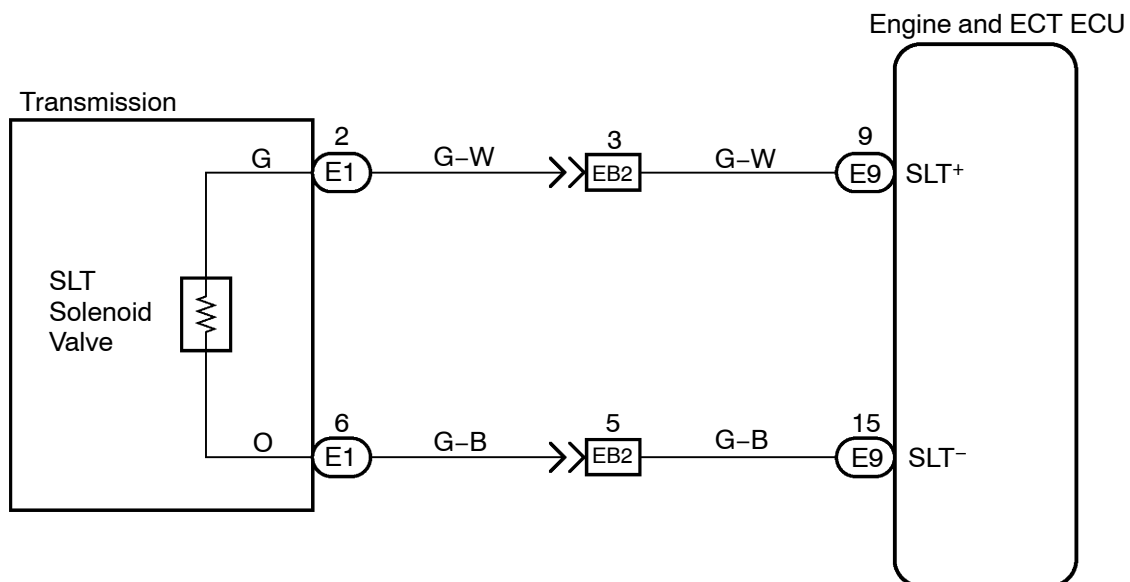 Engine and ECT ECU
Transmission
2
3
9
G
G−W
G−W
E1
EB2
E9
SLT+
SLT
Solenoid
Valve
6
5
15
O
G−B
G−B
E1
EB2
E9
SLT−